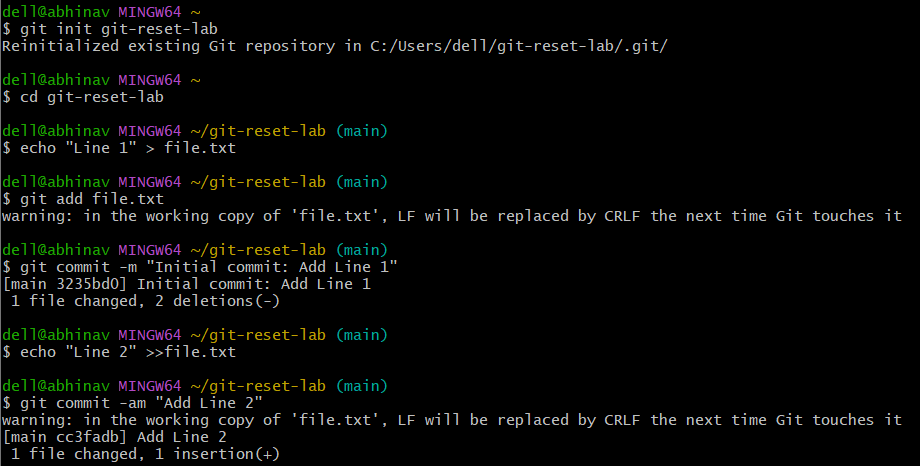 dell@abhinav MINGW64 ~
$ git init git-reset-lab
Reinitialized existing Git repository in C:/Users/dell/git-reset-lab/.git/
dell@abhinav MINGW64 ~
$ cd git-reset-lab
dell@abhinav MINGW64 ~/git-reset-lab (main)
$ echo "Line 1" > file.txt
dell@abhinav MINGW64 ~/git-reset-lab (main)
$ git add file.txt
warning: in the working copy of 'file.txt', LF will be replaced by CRLF the next time Git touches it
dell@abhinav MINGW64 ~/git-reset-lab (main)
$ git commit -m "Initial commit: Add Line 1"
[main 3235bd0] Initial commit: Add Line 1
1 file changed, 2 deletions(-)
dell@abhinav MINGW64 ~/git-reset-lab (main)
$ echo "Line 2" >>file.txt
dell@abhinav MINGW64 ~/git-reset-lab (main)
$ git commit -am "Add Line 2"
warning: in the working copy of 'file.txt', LF will be replaced by CRLF the next time Git touches it
[main cc3fadb] Add Line 2
1 file changed, 1 insertion(+)